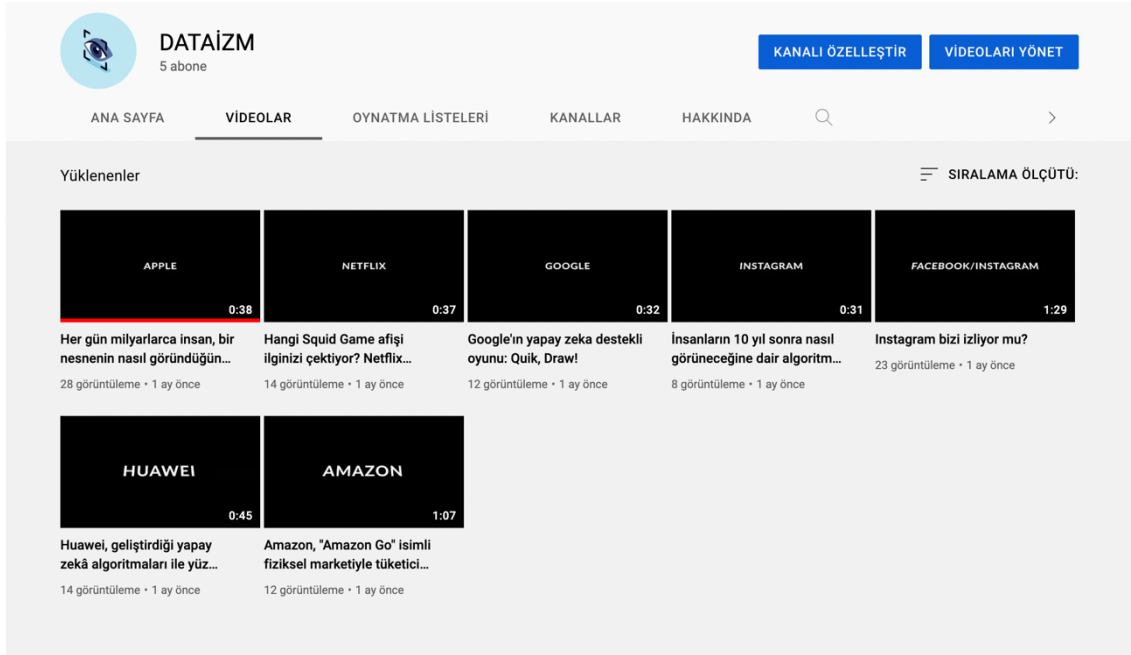 DATAİZM
5 abone
KANALI ÖZELLEŞTİR
VİDEOLARI YÖNET
ANA SAYFA
VİDEOLAR
OYNATMA LİSTELERİ
KANALLAR
HAKKINDA
Yüklenenler
SIRALAMA ÖLÇÜTÜ:
APPLE
0:38
Her gün milyarlarca insan, bir
nesnenin nasıl göründüğün...
28 görüntüleme • 1 ay önce
NETFLIX
0:37
Hangi Squid Game afişi
ilginizi çektiyor? Netflix...
14 görüntüleme • 1 ay önce
GOOGLE
0:32
Google'ın yapay zeka destekli
oyunu: Quik, Draw!
12 görüntüleme • 1 ay önce
INSTAGRAM
0:31
İnsanların 10 yıl sonra nasıl
görüneceğine dair algoritm...
8 görüntüleme • 1 ay önce
FACEBOOK/INSTAGRAM
1:29
Instagram bizi izliyor mu?
23 görüntüleme • 1 ay önce
HUAWEI
0:45
Huawei, geliştirdiği yapay
zekâ algoritmaları ile yüz...
14 görüntüleme • 1 ay önce
AMAZON
1:07
Amazon, "Amazon Go" isimli
fiziksel marketiyle tüketici...
12 görüntüleme • 1 ay önce